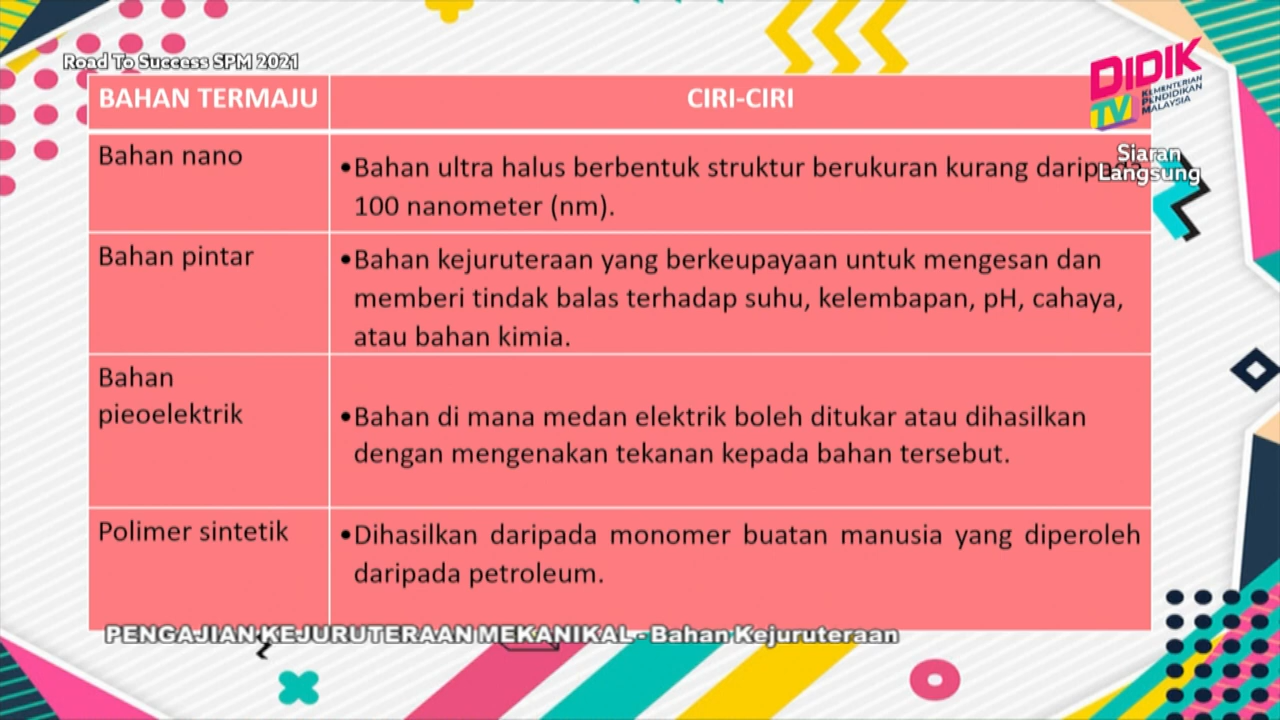 Road To Success SPM 2021
DIDIK
TV
KEMENTERIAN
PENDIDIKAN
MALAYSIA
Siaran
Langsung
BAHAN TERMAJU
CIRI-CIRI
Bahan nano
•Bahan ultra halus berbentuk struktur berukuran kurang
100 nanometer (nm).
Bahan pintar
•Bahan kejuruteraan yang berkeupayaan untuk mengesan dan
memberi tindak balas terhadap suhu, kelembapan, pH, cahaya,
atau bahan kimia.
Bahan
pieoelektrik
•Bahan di mana medan elektrik boleh ditukar atau dihasilkan
dengan mengenakan tekanan kepada bahan tersebut.
Polimer sintetik
•Dihasilkan daripada monomer buatan manusia yang diperoleh
daripada petroleum.
PENGAJIAN KEJURUTERAAN MEKANIKAL - Bahan Kejuruteraan